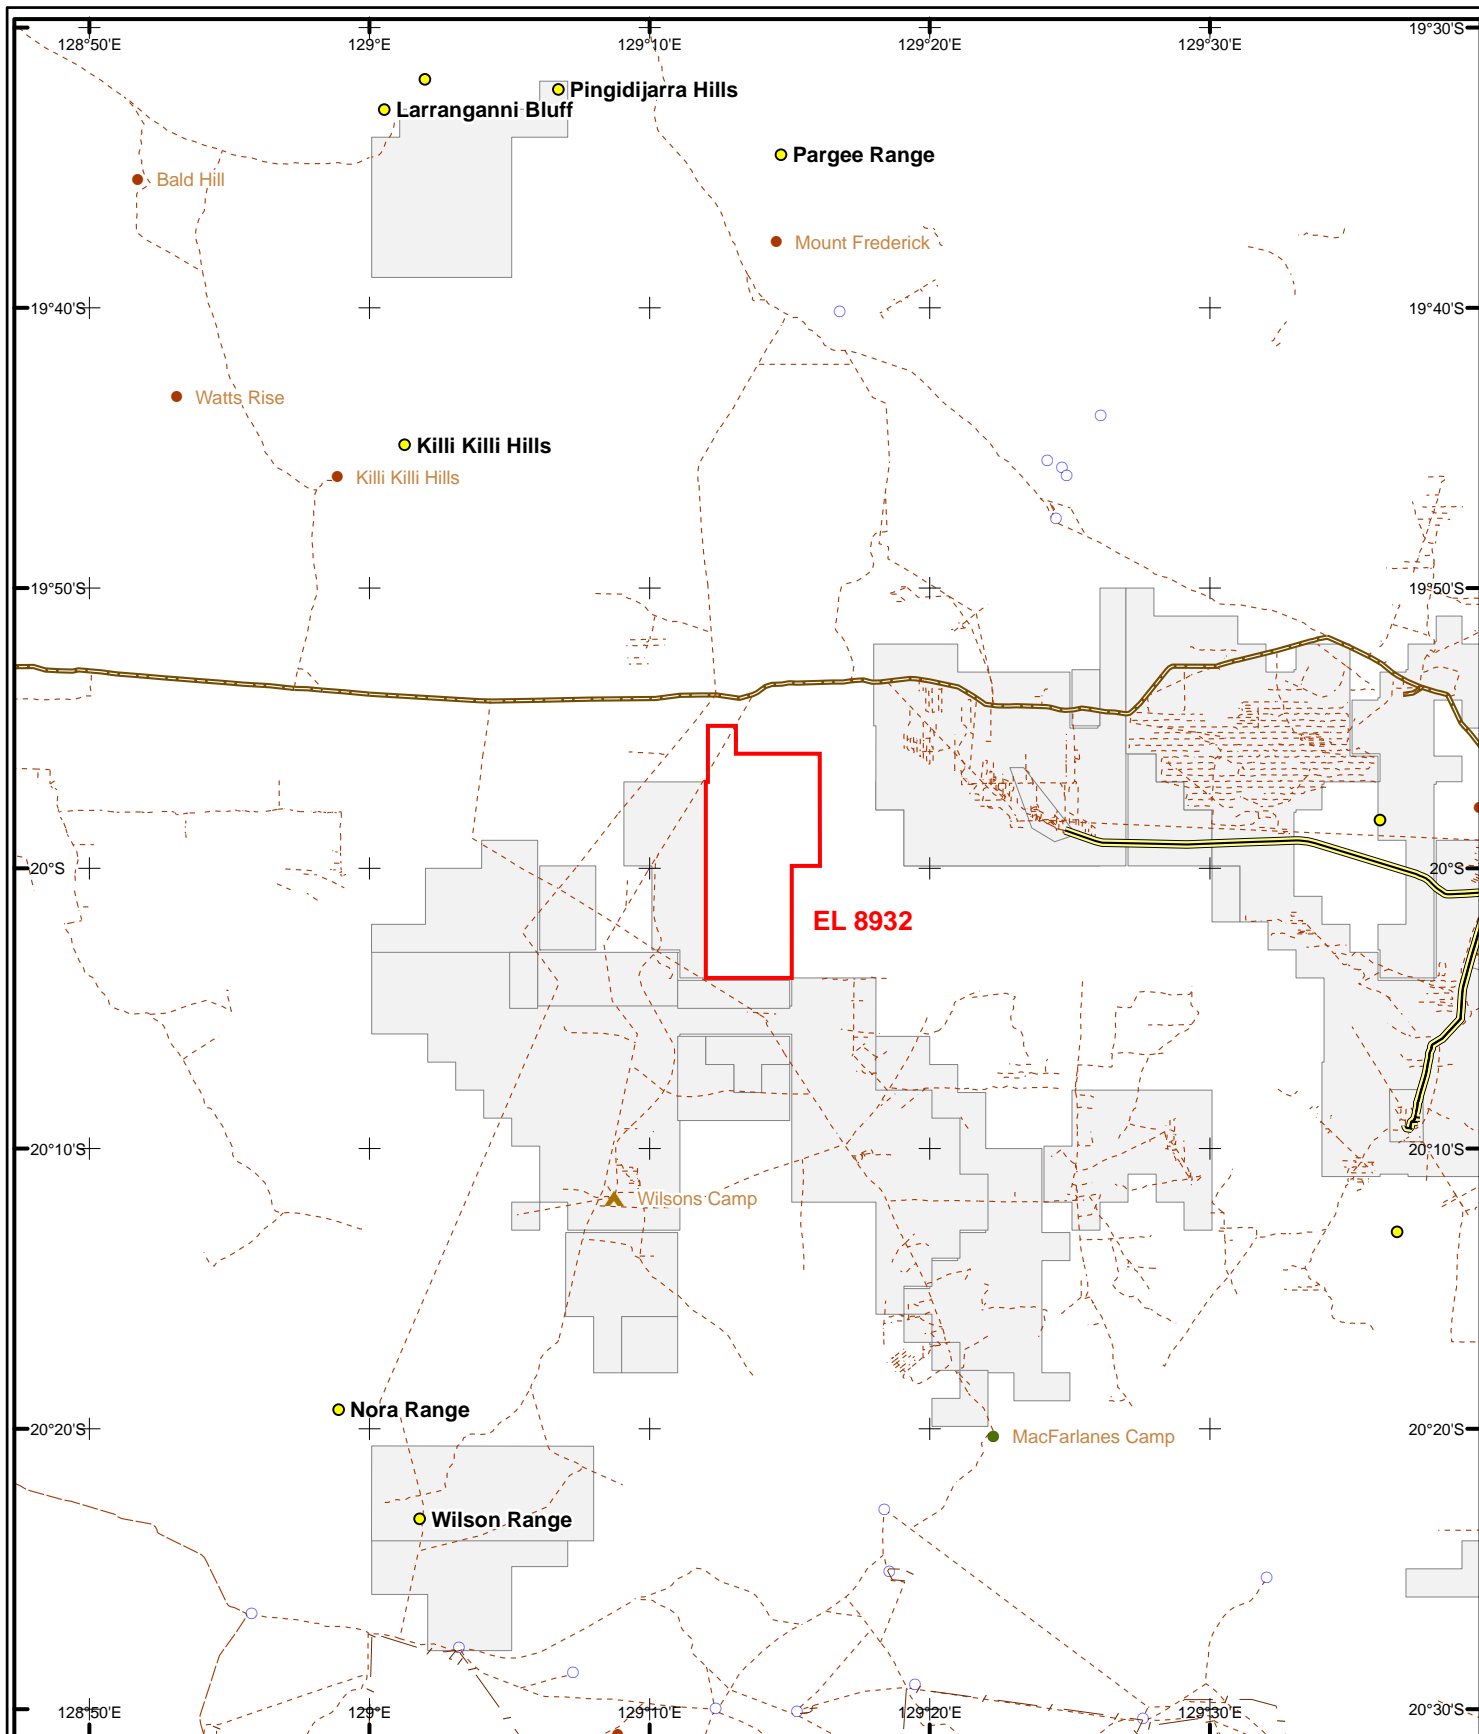 128°50'E
129°E
129°10'E
129°20'E
129°30'E
19°30'S
Pingidijarra Hills
Larranganni Bluff
Pargee Range
Bald Hill
Mount Frederick
19°40'S
19°40'S
Watts Rise
Killi Killi Hills
Killi Killi Hills
19°50'S
19°50'S
20°S
20°S
EL 8932
20°10'S
20°10'S
Wilsons Camp
Nora Range
20°20'S
20°20'S
MacFarlanes Camp
Wilson Range
128°50'E
129°E
129°10'E
129°20'E
129°30'E
20°30'S